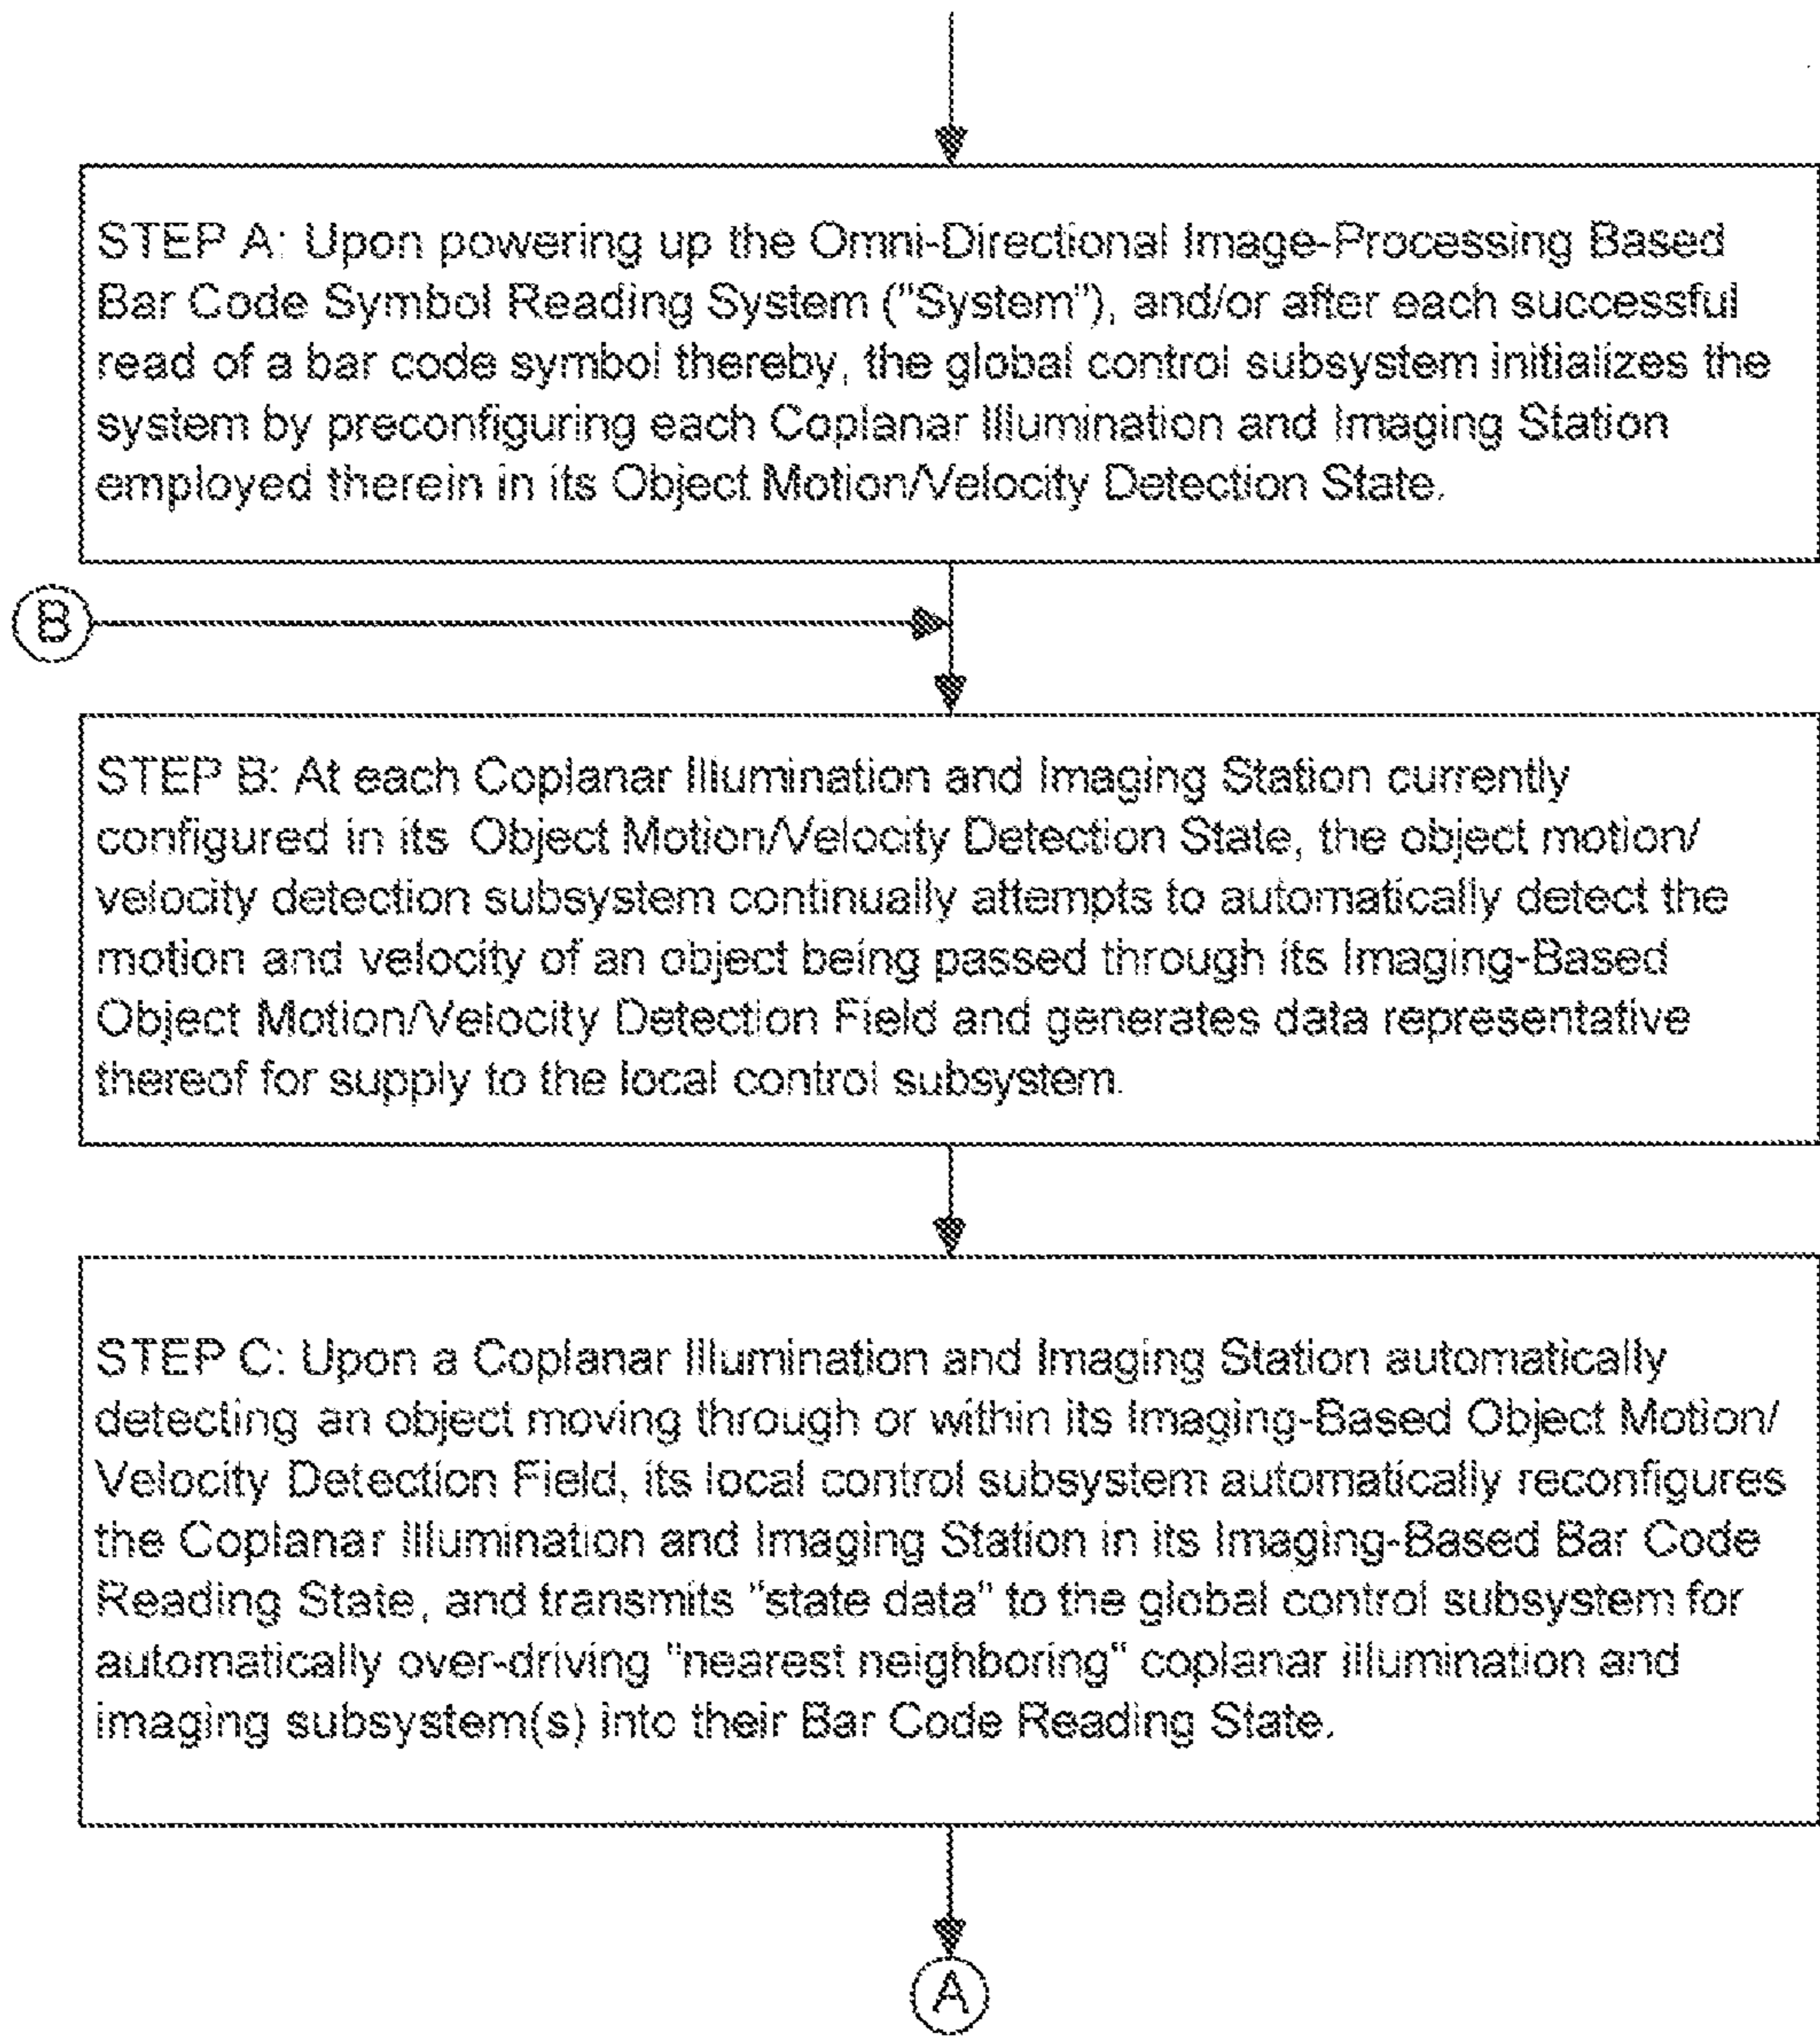 STEP A: Upon powering up the Omni-Directional Image-Processing Based
Bar Code Symbol Reading System ("System"), and/or after each successful
read of a bar code symbol thereby, the global control subsystem initializes the
system by preconfiguring each Coplanar Illumination and Imaging Station
employed therein in its Object Motion/Velocity Detection State.
B
STEP B: At each Coplanar Illumination and Imaging Station currently
configured in its Object Motion/Velocity Detection State, the object motion/
velocity detection subsystem continually attempts to automatically detect the
motion and velocity of an object being passed through its Imaging-Based
Object Motion/Velocity Detection Field and generates data representative
thereof for supply to the local control subsystem.
STEP C: Upon a Coplanar Illumination and Imaging Station automatically
detecting an object moving through or within its Imaging-Based Object Motion/
Velocity Detection Field, its local control subsystem automatically reconfigures
the Coplanar Illumination and Imaging Station in its Imaging-Based Bar Code
Reading State, and transmits "state data" to the global control subsystem for
automatically over-driving "nearest neighboring" coplanar illumination and
imaging subsystem(s) into their Bar Code Reading State.
A